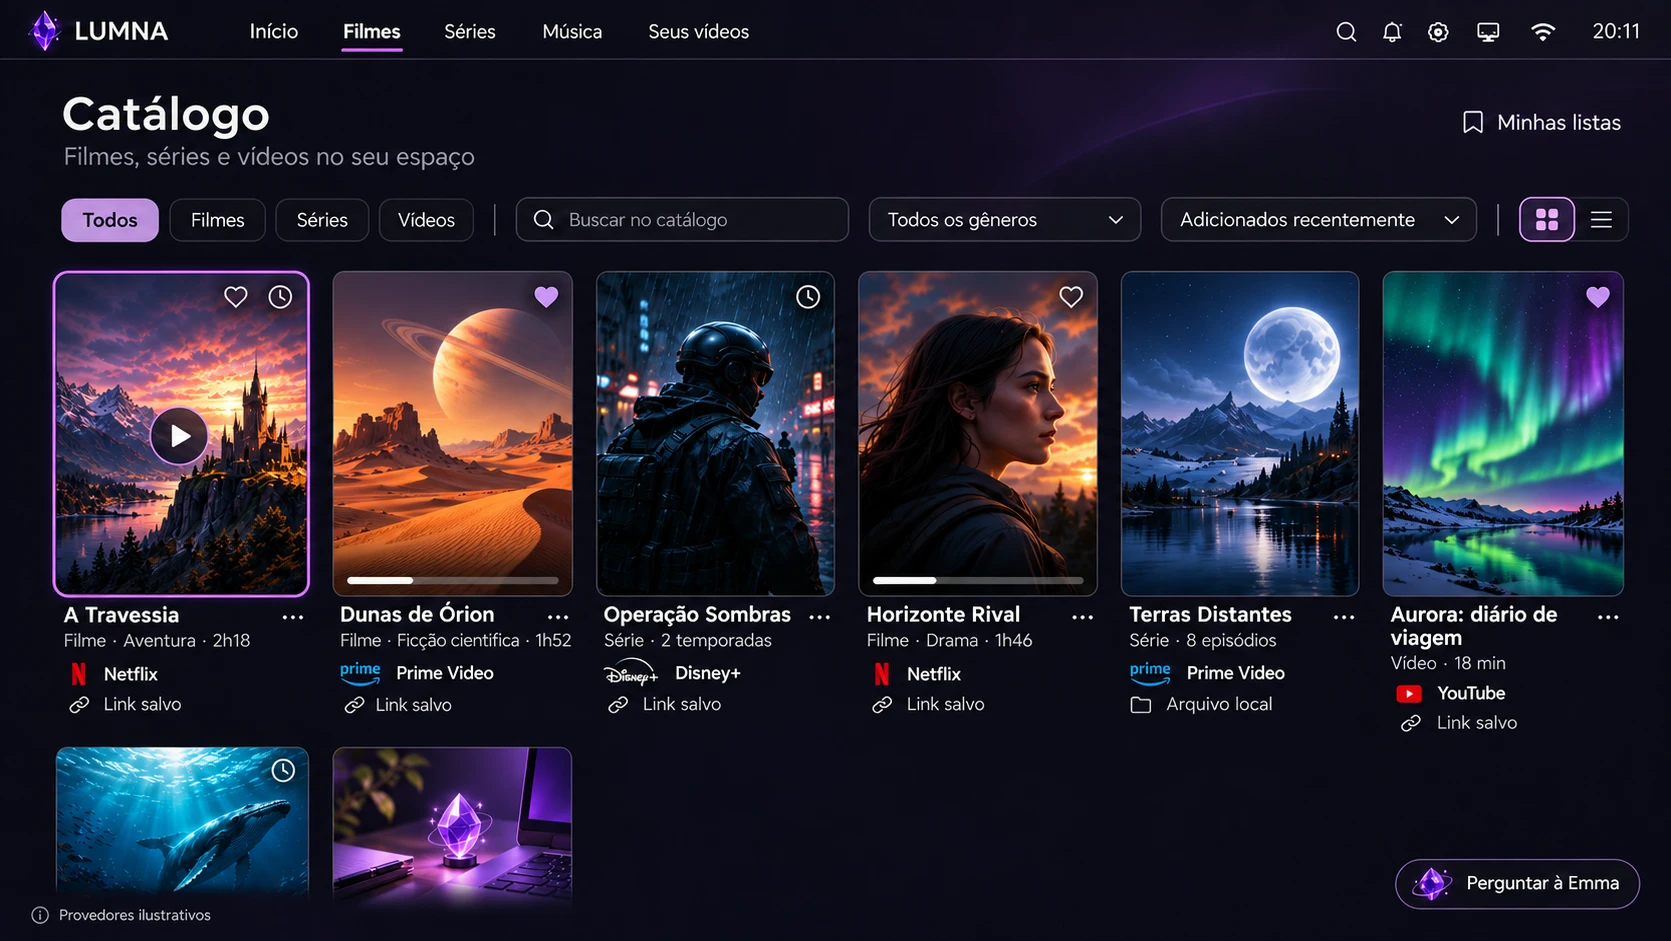 LUMNA
Início
Filmes
Séries
Música
Seus vídeos
20:11
Catálogo
Filmes, séries e vídeos no seu espaço
Minhas listas
Todos
Filmes
Séries
Vídeos
Buscar no catálogo
Todos os gêneros
Adicionados recentemente
A Travessia
Filme · Aventura · 2h18
Netflix
Link salvo
Dunas de Órion
Filme · Ficção científica · 1h52
prime
Prime Video
Link salvo
Operação Sombras
Série · 2 temporadas
Disney+
Disney+
Link salvo
Horizonte Rival
Filme · Drama · 1h46
Netflix
Link salvo
Terras Distantes
Série · 8 episódios
prime
Prime Video
Arquivo local
Aurora: diário de
viagem
Vídeo · 18 min
YouTube
Link salvo
Provedores ilustrativos
Perguntar à Emma